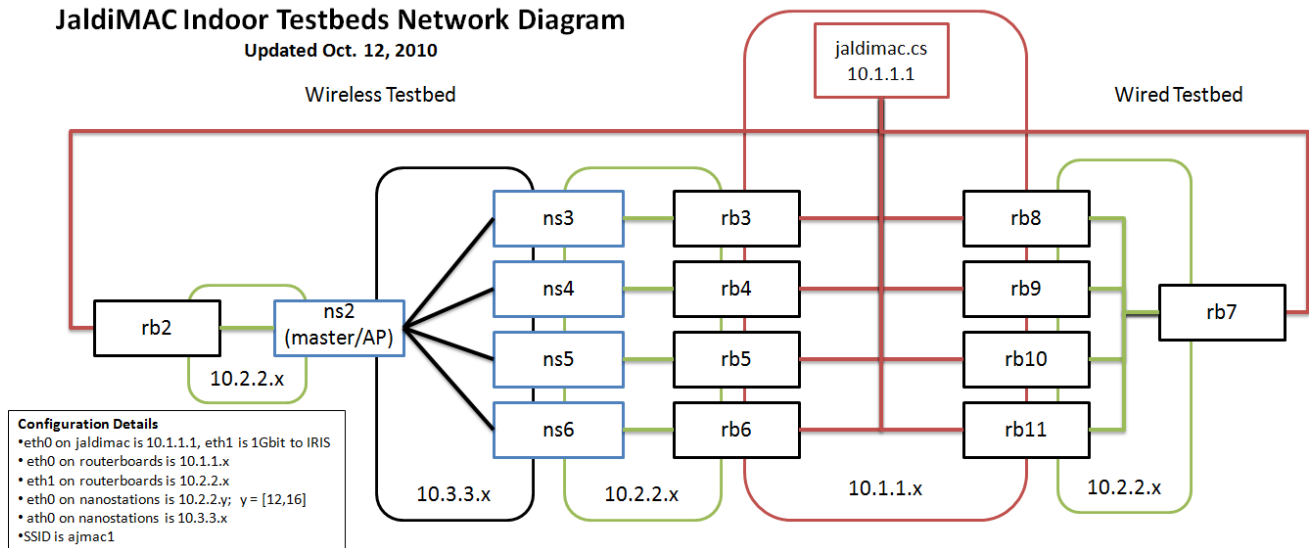 JaldiMAC Indoor Testbeds Network Diagram
Updated Oct. 12, 2010
jaldimac.cs
10.1.1.1
Wireless Testbed
Wired Testbed
ns3
rb3
rb8
ns4
rb4
rb9
rb2
ns2
(master/AP)
rb7
ns5
rb5
rb10
10.2.2.x
ns6
rb6
rb11
10.3.3.x
10.2.2.x
10.1.1.x
10.2.2.x
Configuration Details
•eth0 on jaldimac is 10.1.1.1, eth1 is 1Gbit to IRIS
• eth0 on routerboards is 10.1.1.x
• eth1 on routerboards is 10.2.2.x
• eth0 on nanostations is 10.2.2.y; y = [12,16]
• ath0 on nanostations is 10.3.3.x
•SSID is ajmac1